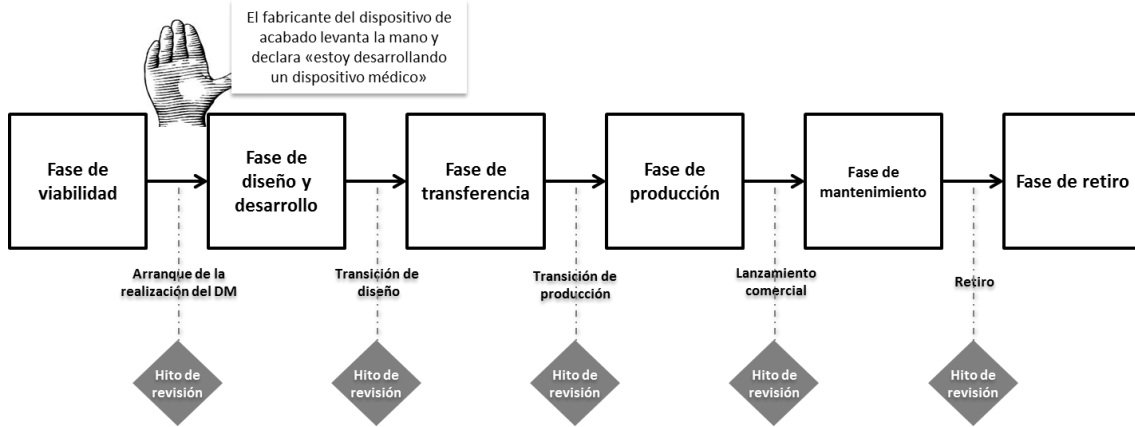 El fabricante del dispositivo de
acabado levanta la mano y
declara «estoy desarrollando
un dispositivo médico»
Fase de
viabilidad
Fase de
diseño y
desarrollo
Fase de
transferencia
Fase de
producción
Fase de
mantenimiento
Fase de retiro
Arranque de la
realización del DM
Transición de
diseño
Transición de
producción
Lanzamiento
comercial
Retiro
Hito de
revisión
Hito de
revisión
Hito de
revisión
Hito de
revisión
Hito de
revisión